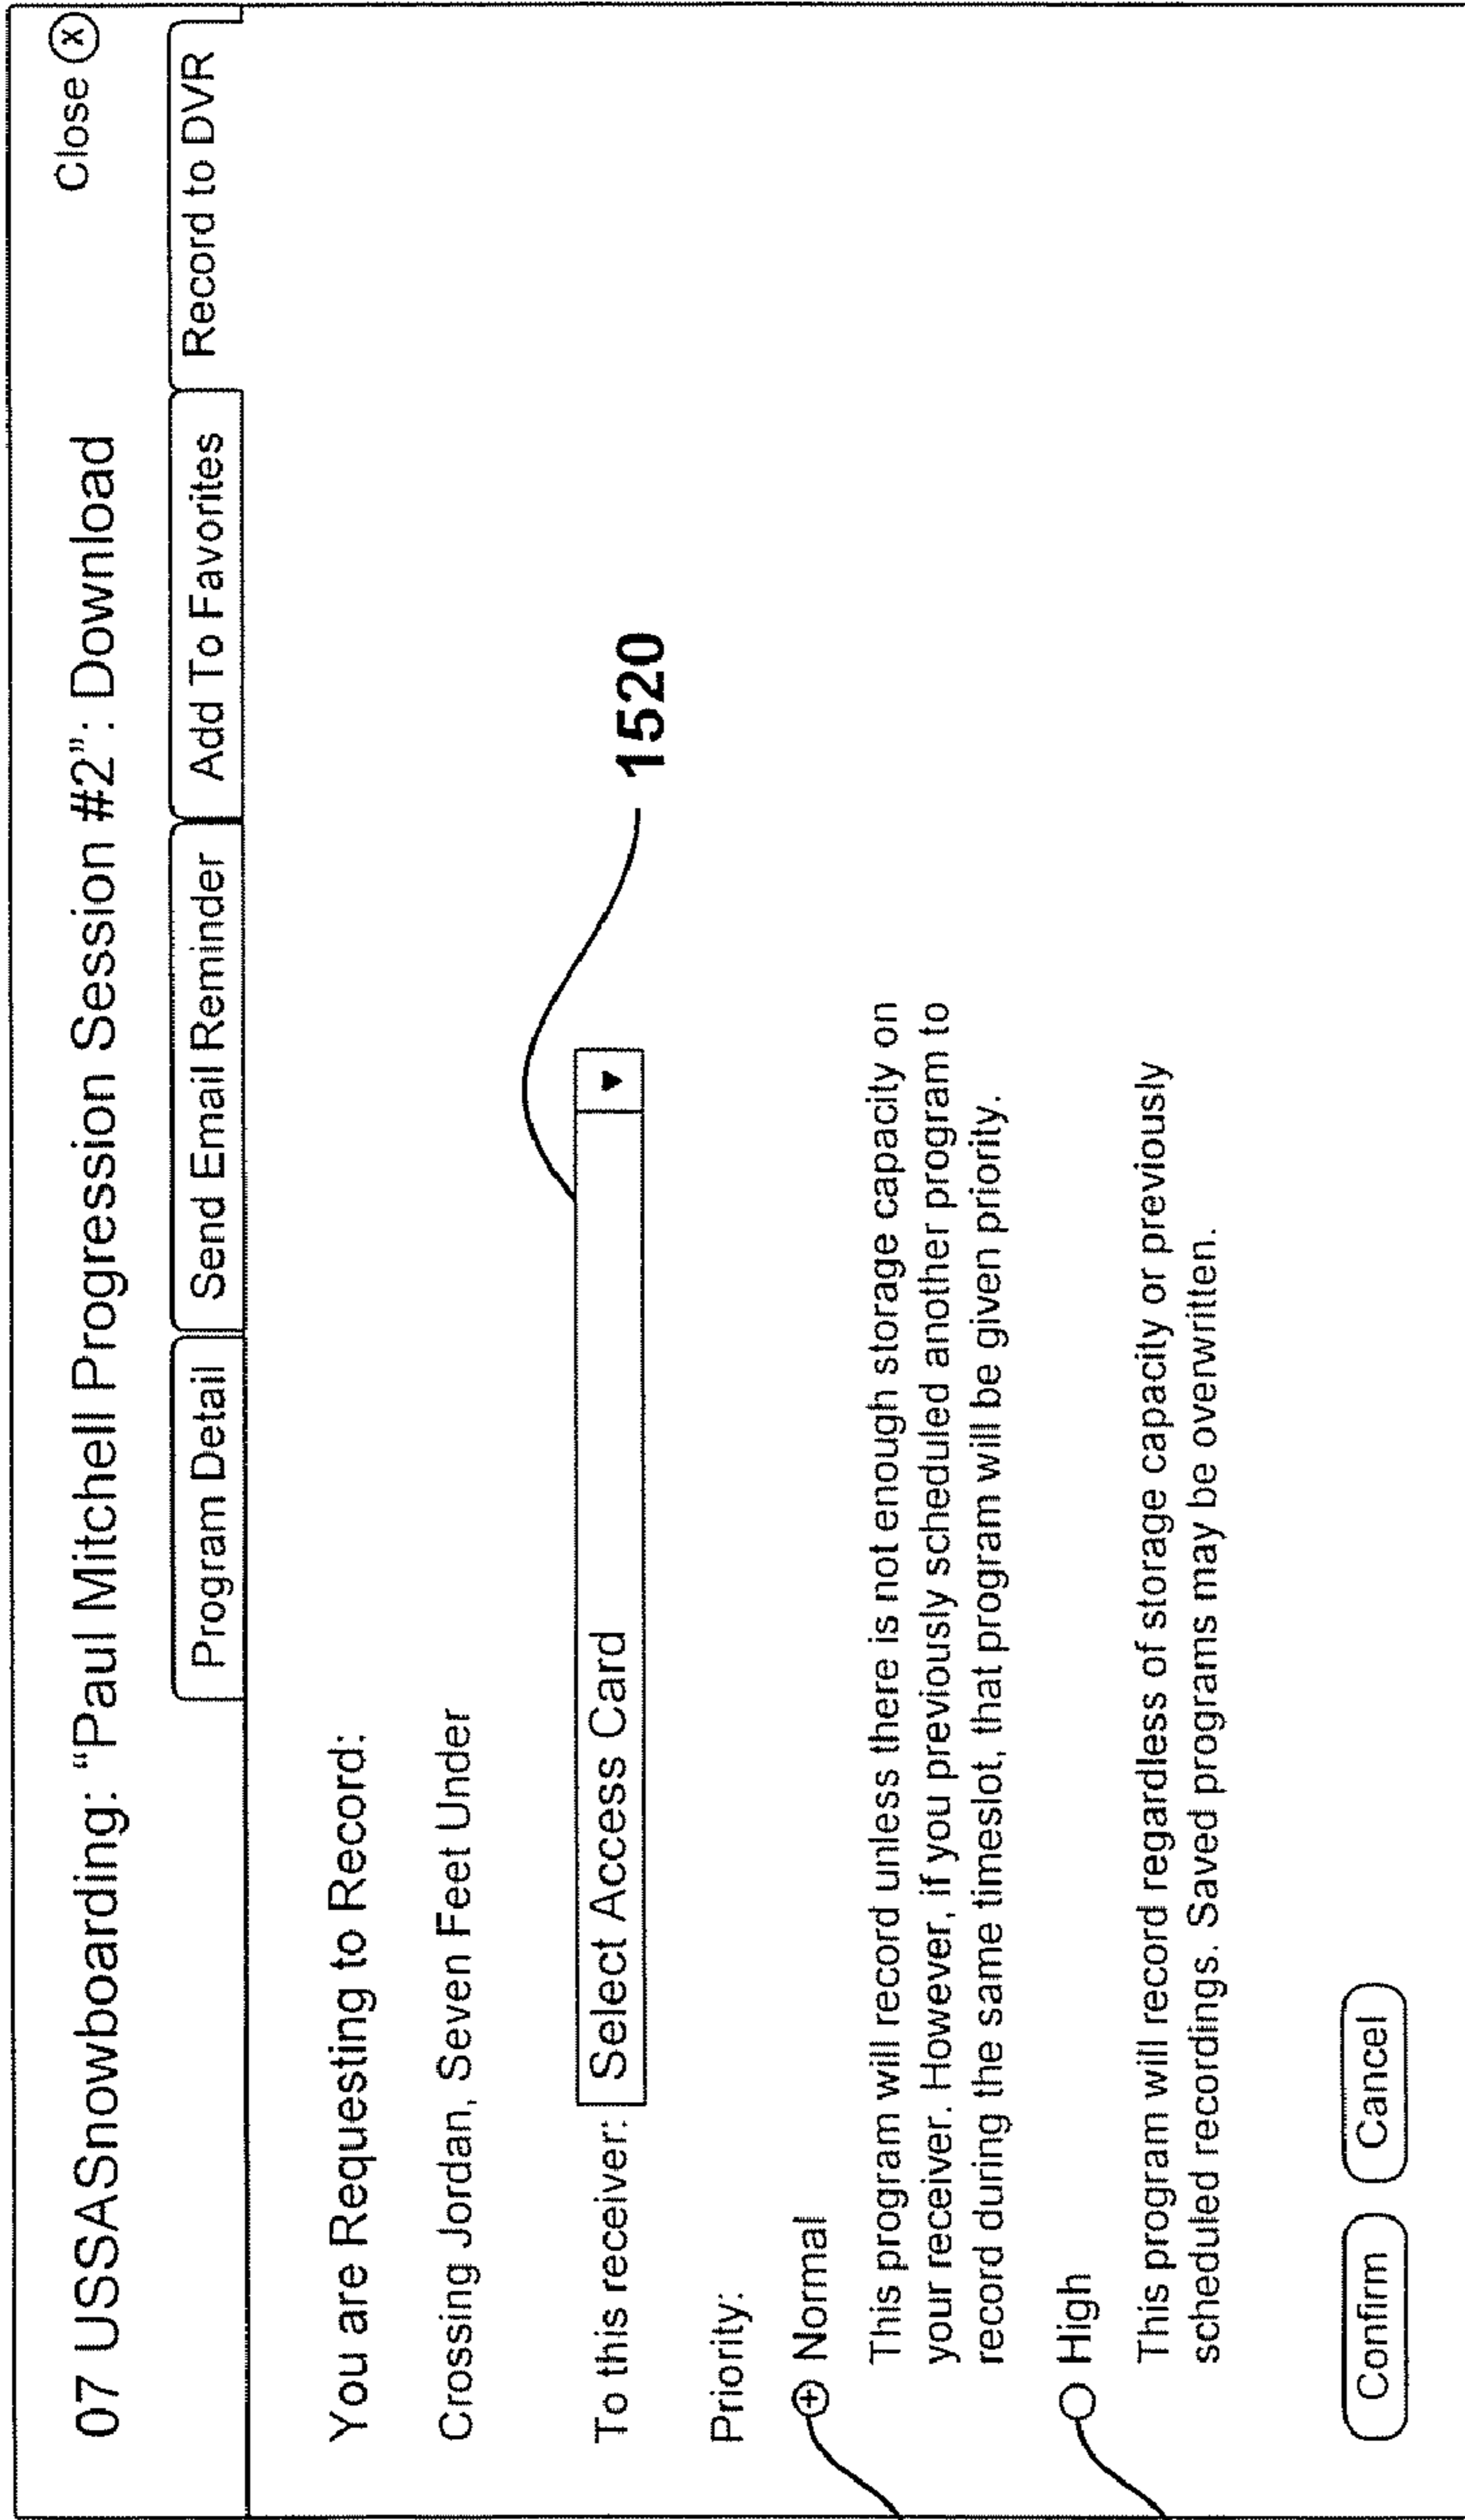 07 USSASnowboarding: “Paul Mitchell Progression Session #2”: Download
Close x
Program Detail
Send Email Reminder
Add To Favorites
Record to DVR
You are Requesting to Record:
Crossing Jordan, Seven Feet Under
To this receiver: Select Access Card
1520
Priority:
Normal
This program will record unless there is not enough storage capacity on
your receiver. However, if you previously scheduled another program to
record during the same timeslot, that program will be given priority.
High
This program will record regardless of storage capacity or previously
scheduled recordings. Saved programs may be overwritten.
Confirm
Cancel